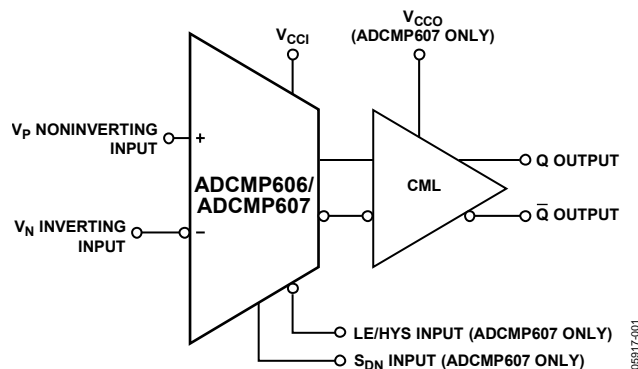 V_CCI
V_CCO
(ADCMP607 ONLY)
V_P NONINVERTING
INPUT
+
ADCMP606/
ADCMP607
CML
Q OUTPUT
V_N INVERTING
INPUT
–
Q̅ OUTPUT
LE/HYS INPUT (ADCMP607 ONLY)
S_DN INPUT (ADCMP607 ONLY)
05917-001